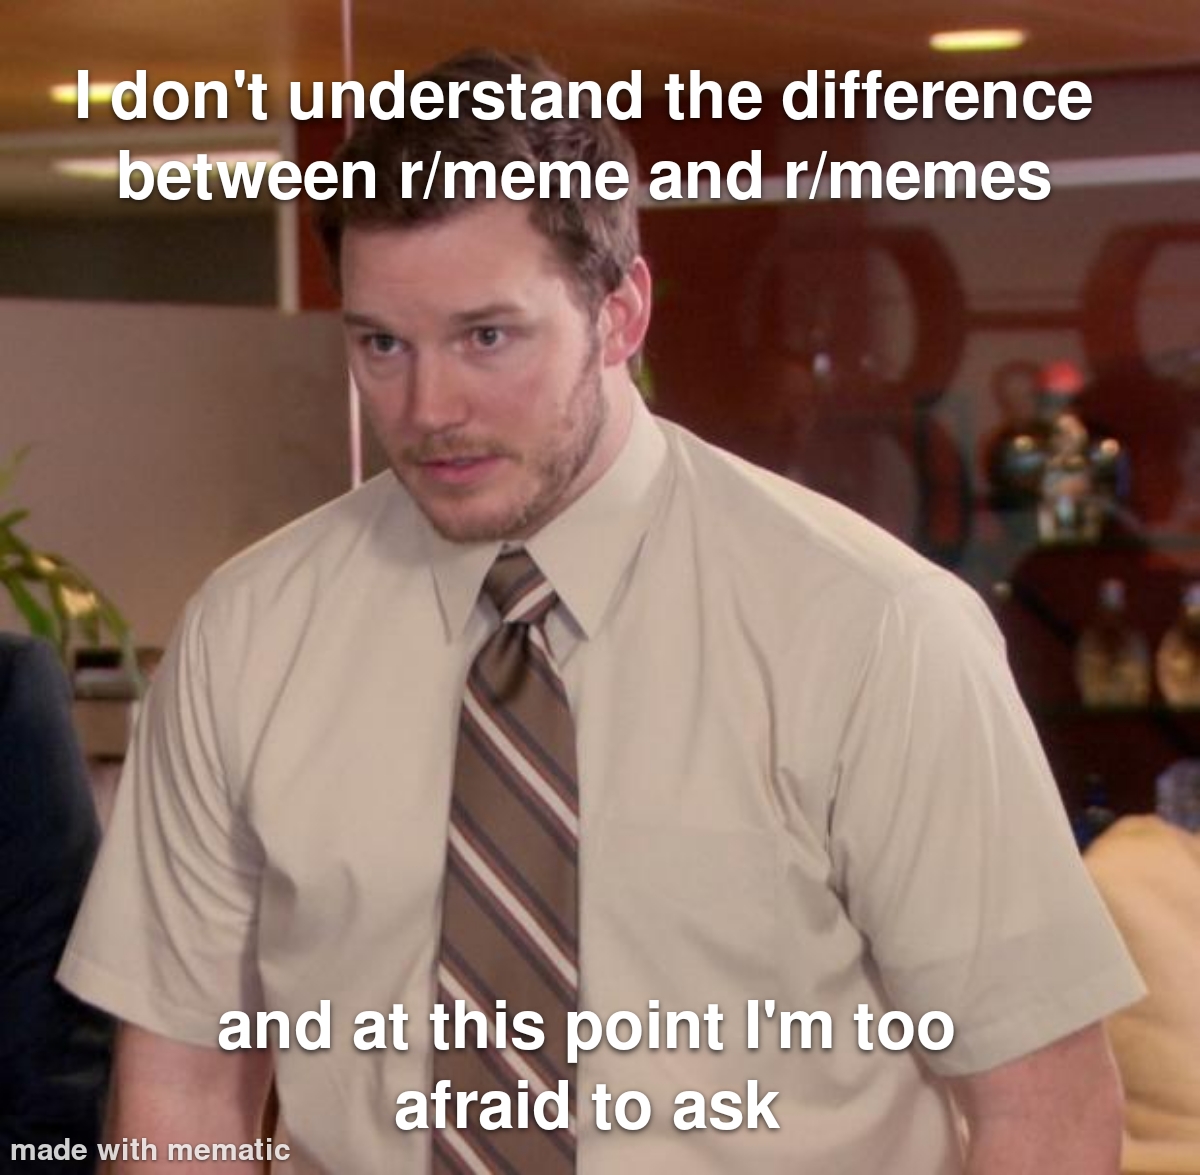 I don't understand the difference
between r/meme and r/memes
and at this point I'm too
afraid to ask
made with mematic